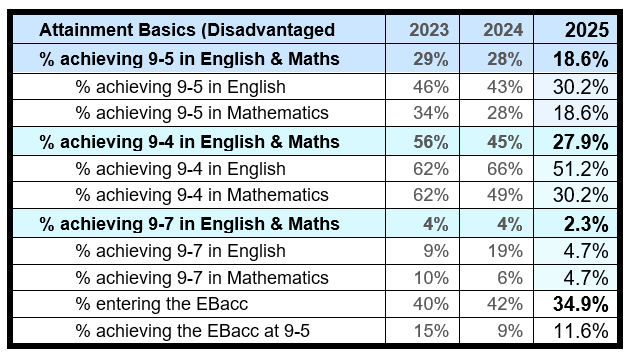 Attainment Basics (Disadvantaged 2023 2024 2025
% achieving 9-5 in English & Maths 29% 28% 18.6%
% achieving 9-5 in English 46% 43% 30.2%
% achieving 9-5 in Mathematics 34% 28% 18.6%
% achieving 9-4 in English & Maths 56% 45% 27.9%
% achieving 9-4 in English 62% 66% 51.2%
% achieving 9-4 in Mathematics 62% 49% 30.2%
% achieving 9-7 in English & Maths 4% 4% 2.3%
% achieving 9-7 in English 9% 19% 4.7%
% achieving 9-7 in Mathematics 10% 6% 4.7%
% entering the EBacc 40% 42% 34.9%
% achieving the EBacc at 9-5 15% 9% 11.6%